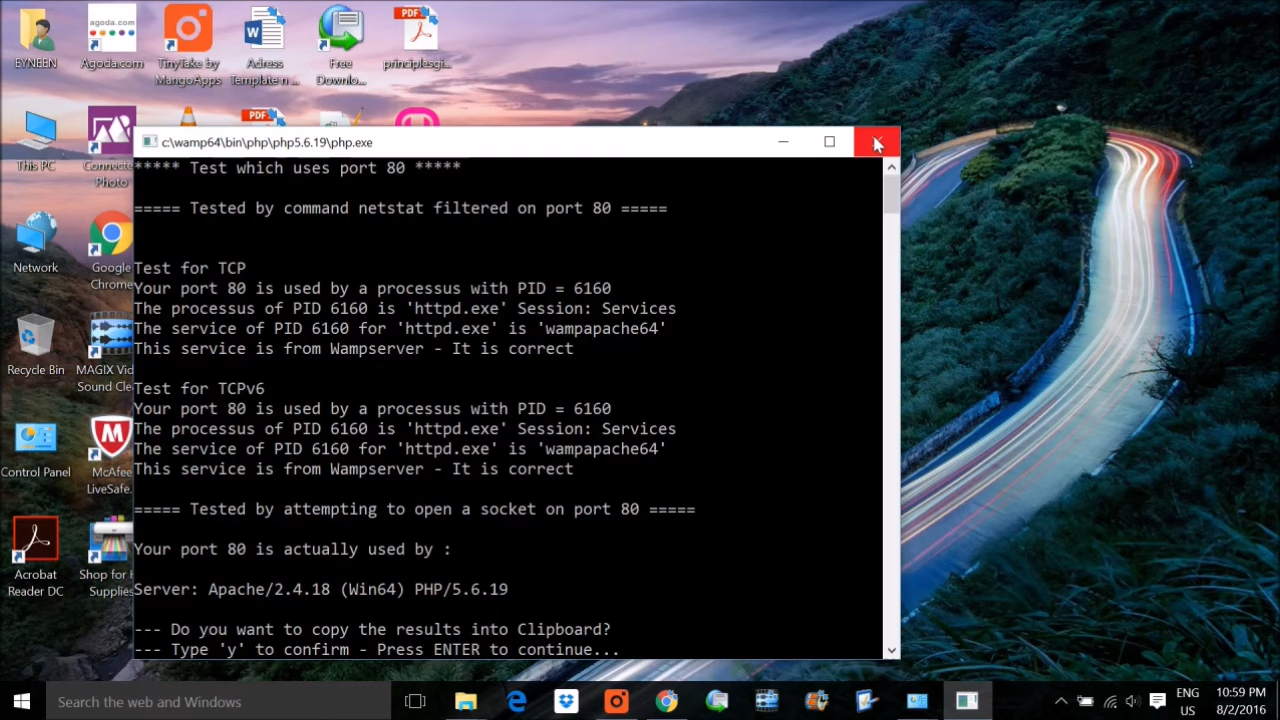 EYNEEN
agoda.com
Agoda.com
TinyTake by
MangoApps
W
Adress
Template n ...
Free
Downlo...
PDF
principlesgi...
This PC
Connected
Photo
PDF
c:\wamp64\bin\php\php5.6.19\php.exe
***** Test which uses port 80 *****
===== Tested by command netstat filtered on port 80 =====
Test for TCP
Your port 80 is used by a processus with PID = 6160
The processus of PID 6160 is 'httpd.exe' Session: Services
The service of PID 6160 for 'httpd.exe' is 'wampapache64'
This service is from Wampserver - It is correct
Test for TCPv6
Your port 80 is used by a processus with PID = 6160
The processus of PID 6160 is 'httpd.exe' Session: Services
The service of PID 6160 for 'httpd.exe' is 'wampapache64'
This service is from Wampserver - It is correct
===== Tested by attempting to open a socket on port 80 =====
Your port 80 is actually used by :
Server: Apache/2.4.18 (Win64) PHP/5.6.19
--- Do you want to copy the results into Clipboard?
--- Type 'y' to confirm - Press ENTER to continue...
Network
Google
Chrome
Recycle Bin
MAGIX Vid
Sound Cle
Control Panel
McAfee
LiveSafe.
Acrobat
Reader DC
Shop for H
Supplies
Search the web and Windows
ENG
US
10:59 PM
8/2/2016